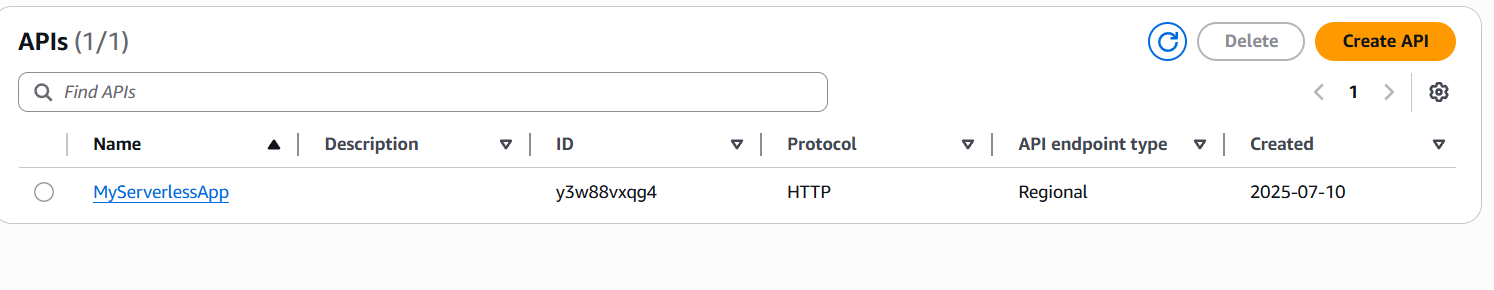 APIs (1/1)
Delete
Create API
Find APIs
1
Name Description ID Protocol API endpoint type Created
MyServerlessApp y3w88vxqg4 HTTP Regional 2025-07-10